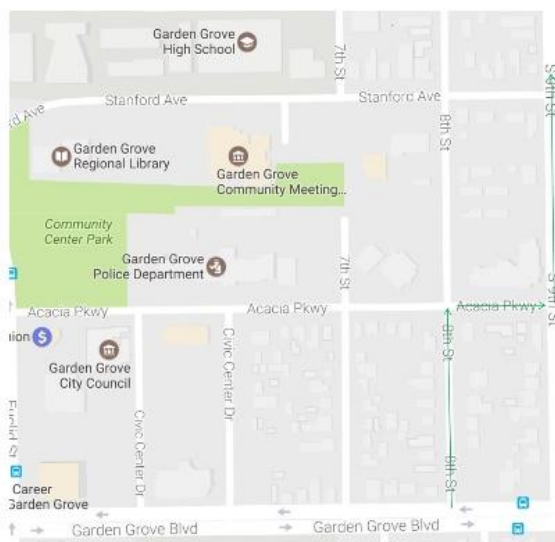 Garden Grove
High School
7th St
Stanford Ave
Stanford Ave
rd Ave
8th St
S 9th St
Garden Grove
Regional Library
Garden Grove
Community Meeting...
Community
Center Park
Garden Grove
Police Department
7th St
Acacia Pkwy
Acacia Pkwy
Acacia Pkwy
S 9th St
nion
$
Garden Grove
City Council
Civic Center Dr
Civic Center Dr
8th St
8th St
Euclid St
Career
Garden Grove
Garden Grove Blvd
Garden Grove Blvd